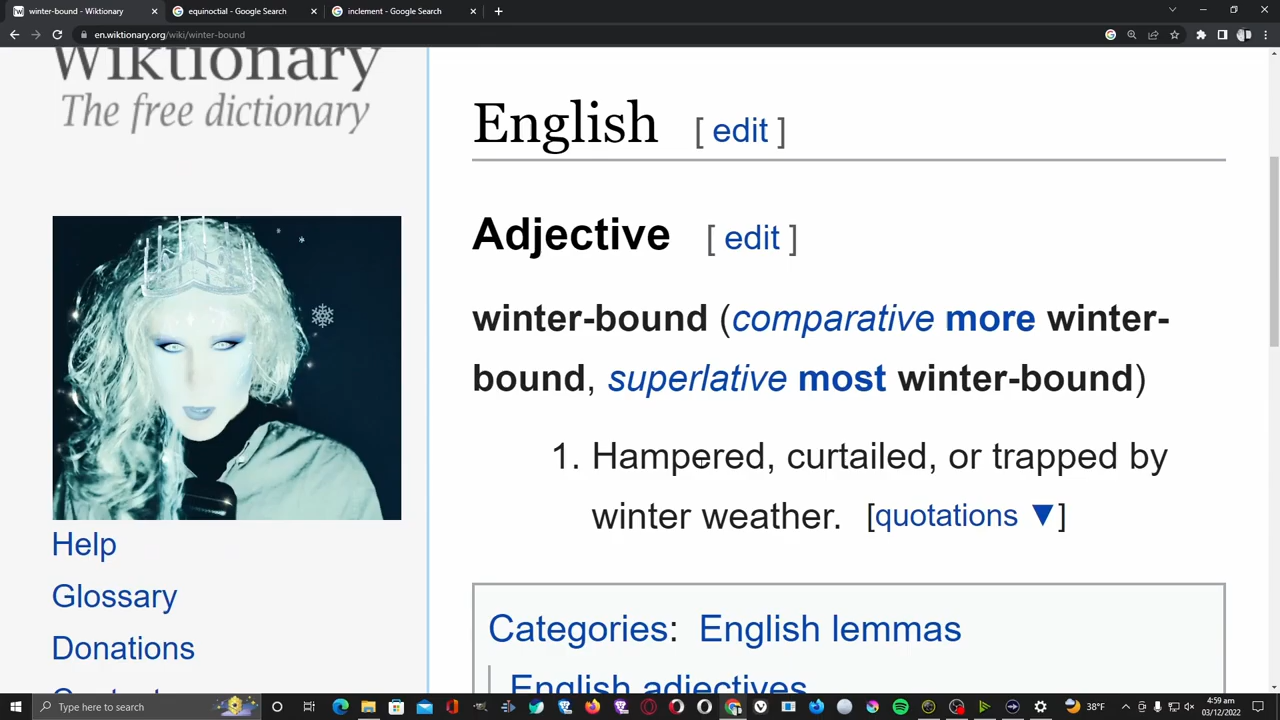 winter-bound - Wiktionary
equinoctial - Google Search
inclement - Google Search
en.wiktionary.org/wiki/winter-bound
Wiktionary
The free dictionary
Help
Glossary
Donations
English [ edit ]
Adjective [ edit ]
winter-bound (comparative more winter-
bound, superlative most winter-bound)
1. Hampered, curtailed, or trapped by
winter weather. [quotations ▼]
Categories: English lemmas
English adjectives
Type here to search
38°F
4:59 am
03/12/2022